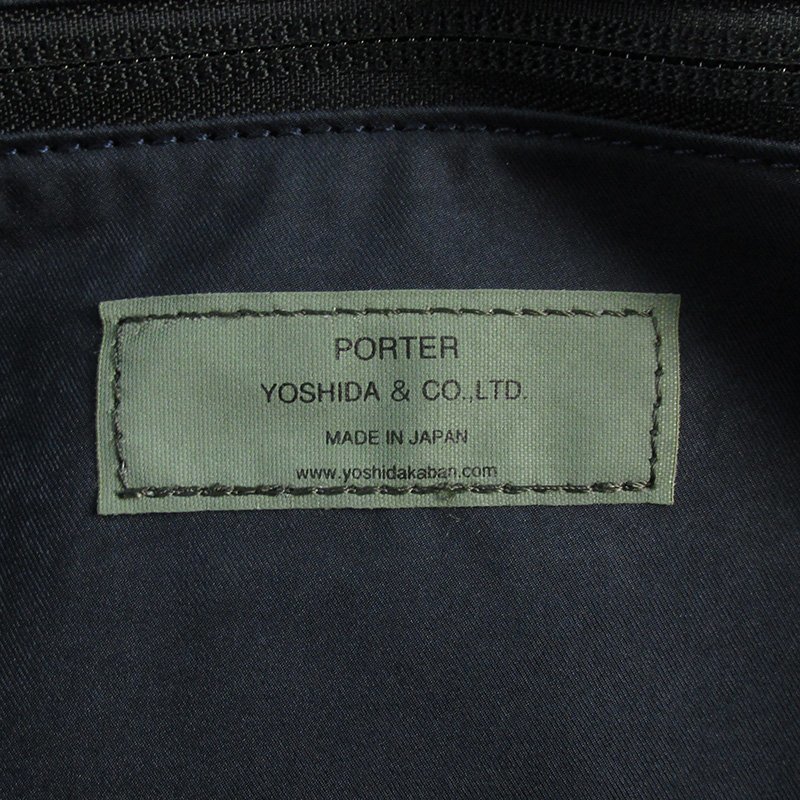 PORTER
YOSHIDA & CO.,LTD.
MADE IN JAPAN
www.yoshidakaban.com